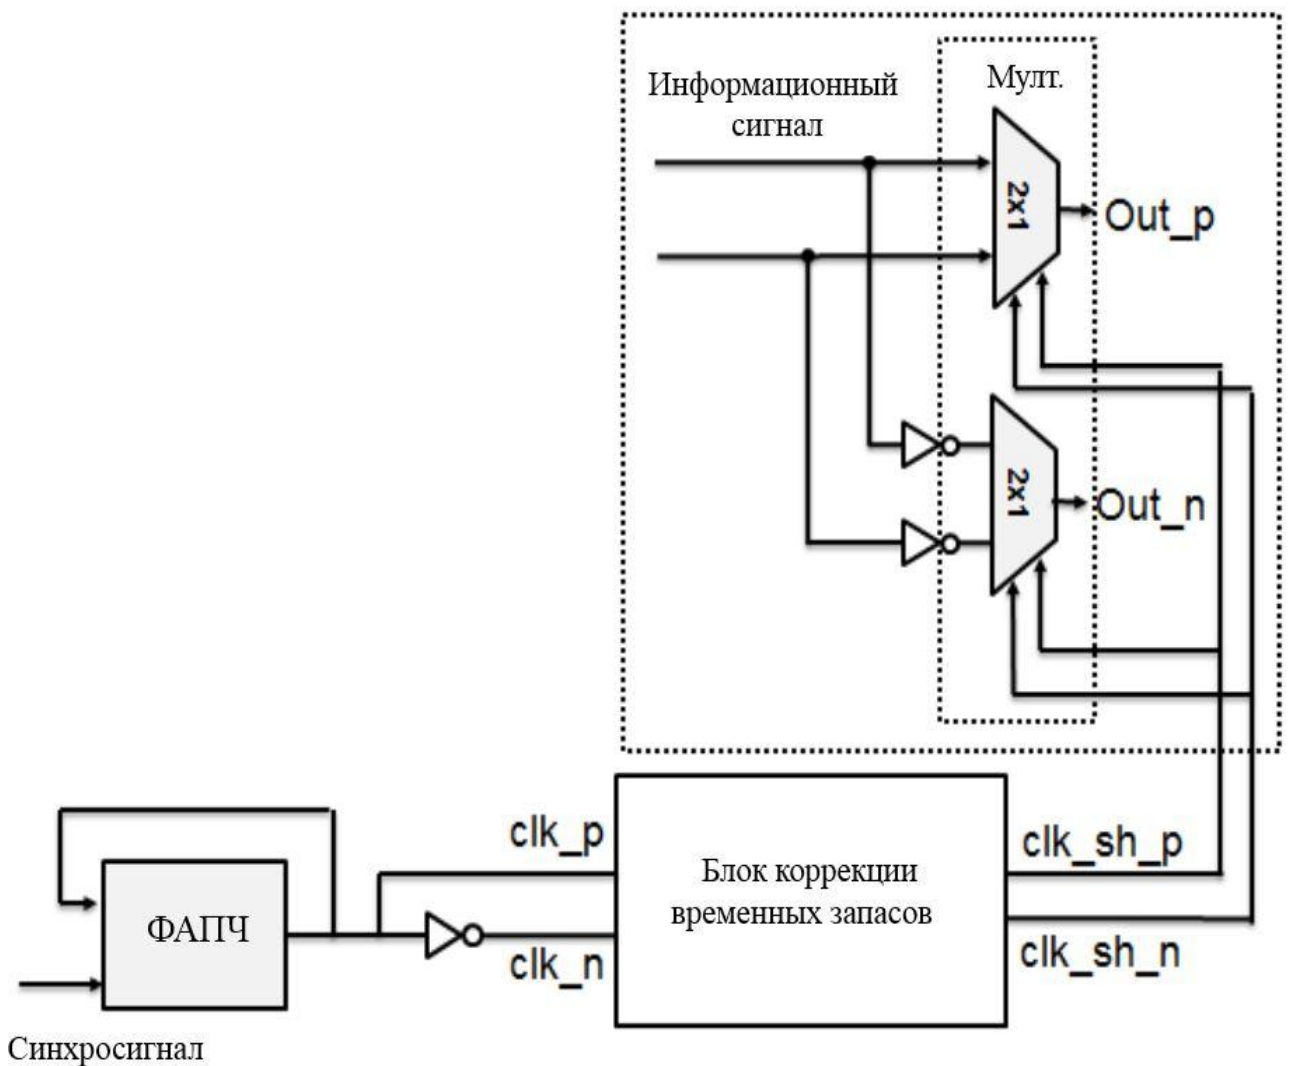 Информационный
сигнал
Мулт.
2x1
Out_p
2x1
Out_n
clk_p
clk_n
Блок коррекции
временных запасов
clk_sh_p
clk_sh_n
ФАПЧ
Синхросигнал